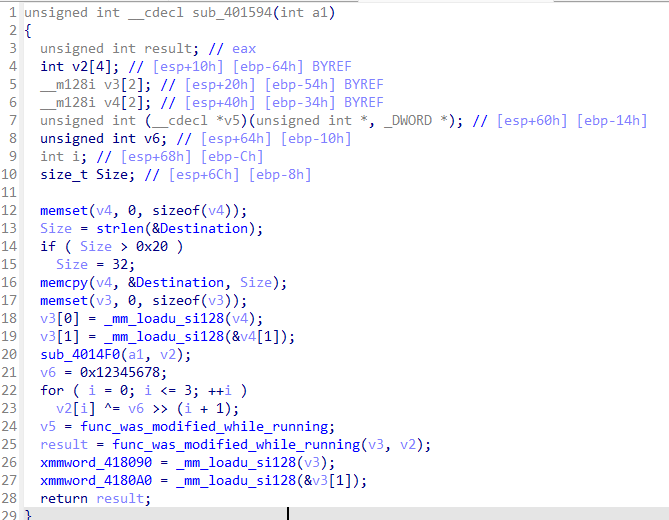 1 unsigned int __cdecl sub_401594(int a1)
2 {
3   unsigned int result; // eax
4   int v2[4]; // [esp+10h] [ebp-64h] BYREF
5   __m128i v3[2]; // [esp+20h] [ebp-54h] BYREF
6   __m128i v4[2]; // [esp+40h] [ebp-34h] BYREF
7   unsigned int (__cdecl *v5)(unsigned int *, _DWORD *); // [esp+60h] [ebp-14h]
8   unsigned int v6; // [esp+64h] [ebp-10h]
9   int i; // [esp+68h] [ebp-Ch]
10   size_t Size; // [esp+6Ch] [ebp-8h]
11
12   memset(v4, 0, sizeof(v4));
13   Size = strlen(&Destination);
14   if ( Size > 0x20 )
15     Size = 32;
16   memcpy(v4, &Destination, Size);
17   memset(v3, 0, sizeof(v3));
18   v3[0] = _mm_loadu_si128(v4);
19   v3[1] = _mm_loadu_si128(&v4[1]);
20   sub_4014F0(a1, v2);
21   v6 = 0x12345678;
22   for ( i = 0; i <= 3; ++i )
23     v2[i] ^= v6 >> (i + 1);
24   v5 = func_was_modified_while_running;
25   result = func_was_modified_while_running(v3, v2);
26   xmmword_418090 = _mm_loadu_si128(v3);
27   xmmword_4180A0 = _mm_loadu_si128(&v3[1]);
28   return result;
29 }